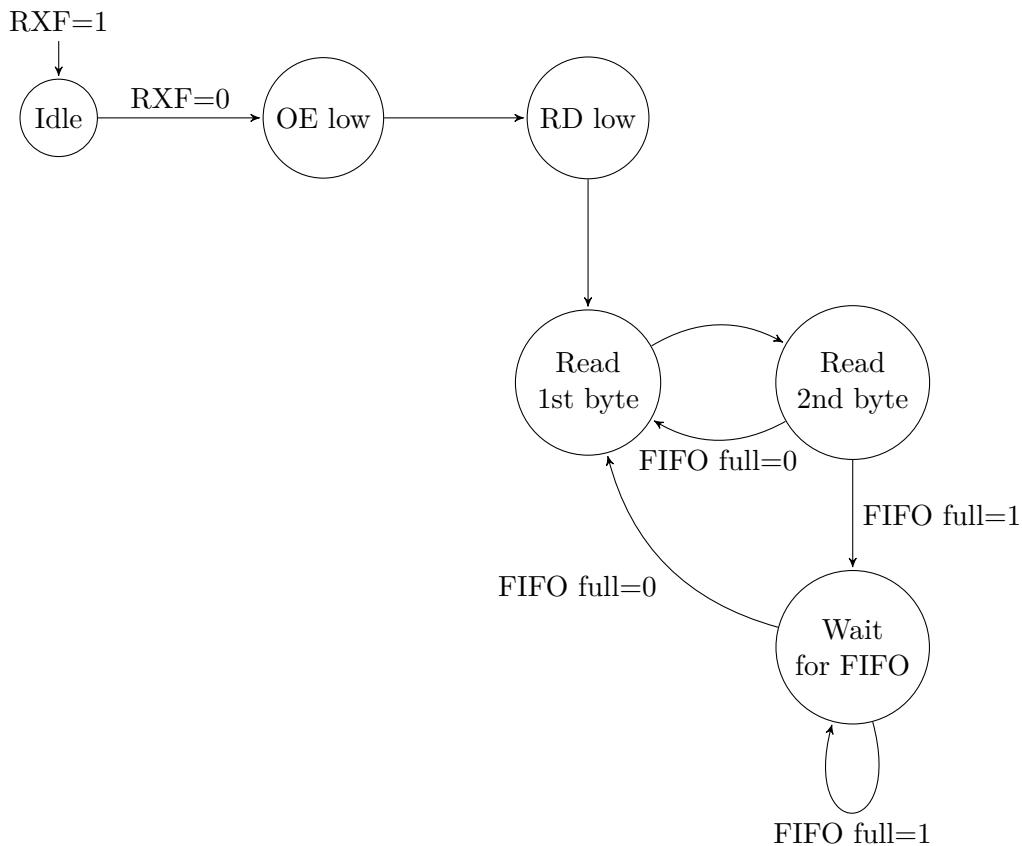 RXF=1
Idle
RXF=0
OE low
RD low
Read
1st byte
Read
2nd byte
FIFO full=0
FIFO full=1
FIFO full=0
Wait
for FIFO
FIFO full=1